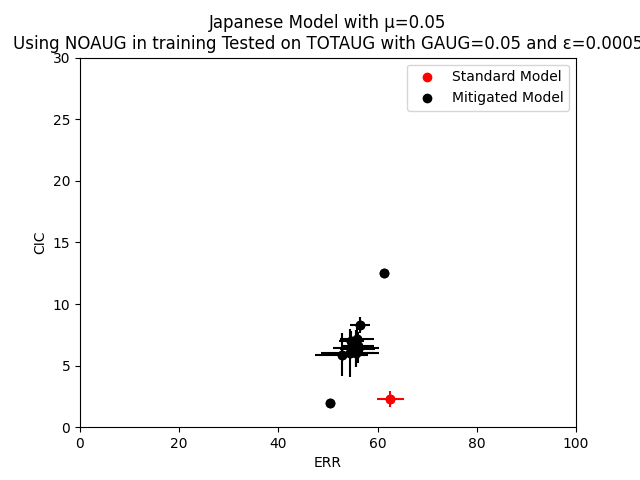 Japanese Model with μ=0.05
Using NOAUG in training Tested on TOTAUG with GAUG=0.05 and ε=0.0005
Standard Model
Mitigated Model
30
25
20
15
10
5
0
CIC
0 20 40 60 80 100
ERR